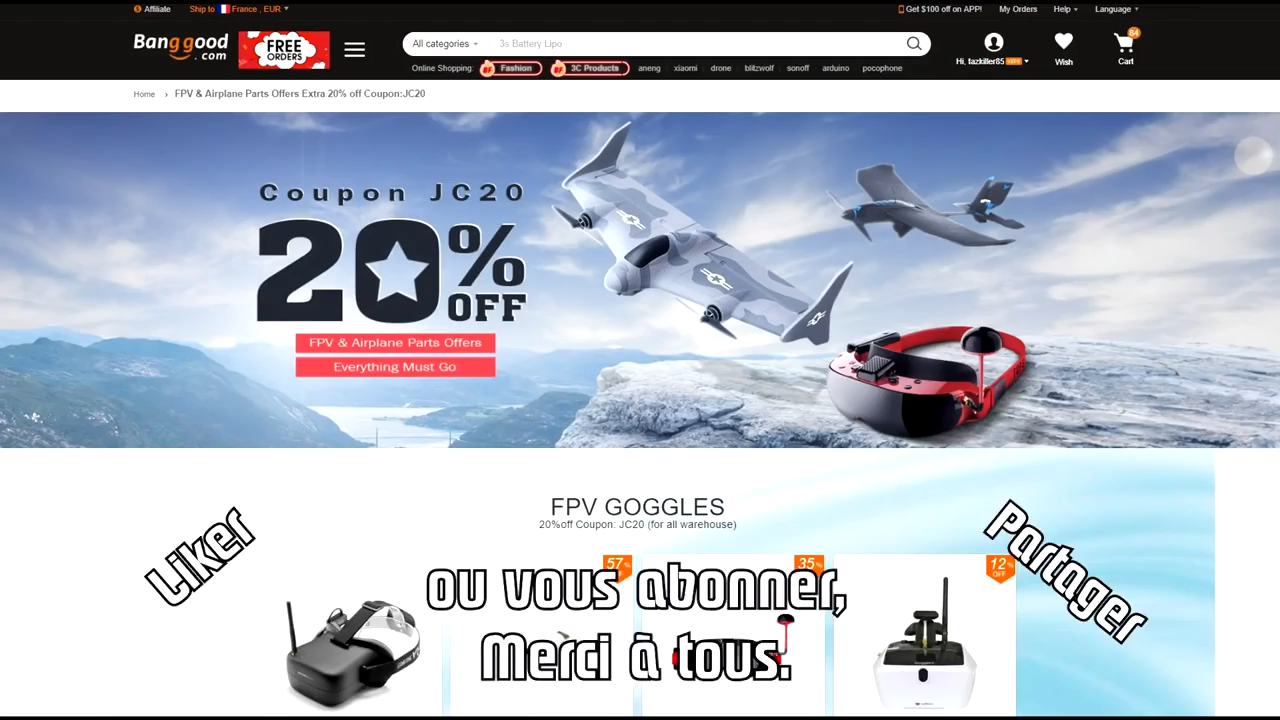 Affiliate
Ship to France , EUR
Get $100 off on APP!
My Orders
Help
Language
Banggood
.com
FREE
ORDERS
All categories
3s Battery Lipo
84
Hi, tazkiller85
Wish
Cart
Online Shopping:
Fashion
3C Products
aneng
xiaomi
drone
blitzwolf
sonoff
arduino
pocophone
Home › FPV & Airplane Parts Offers Extra 20% off Coupon:JC20
Coupon JC20
20%
OFF
FPV & Airplane Parts Offers
Everything Must Go
FPV GOGGLES
20%off Coupon: JC20 (for all warehouse)
Liker
Partager
57%
35%
12%
OFF
ou vous abonner,
Merci à tous.